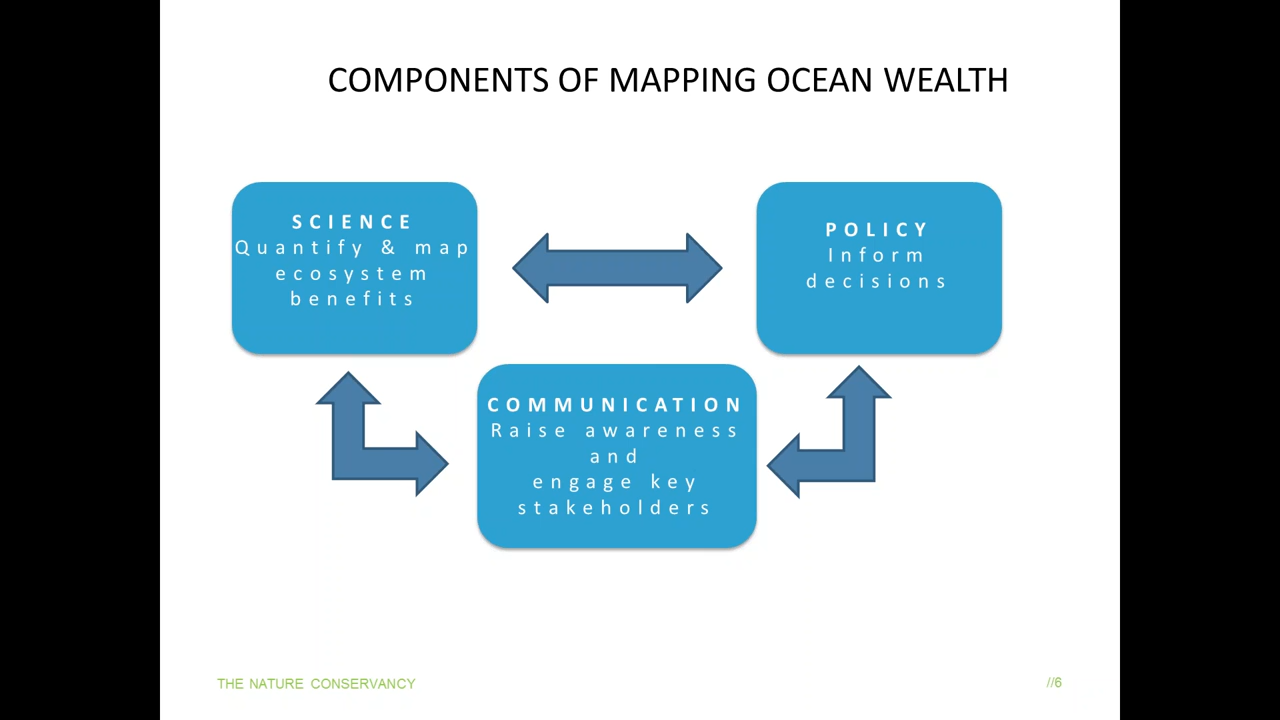 COMPONENTS OF MAPPING OCEAN WEALTH
SCIENCE
Quantify & map
ecosystem
benefits
POLICY
Inform
decisions
COMMUNICATION
Raise awareness
and
engage key
stakeholders
THE NATURE CONSERVANCY
//6